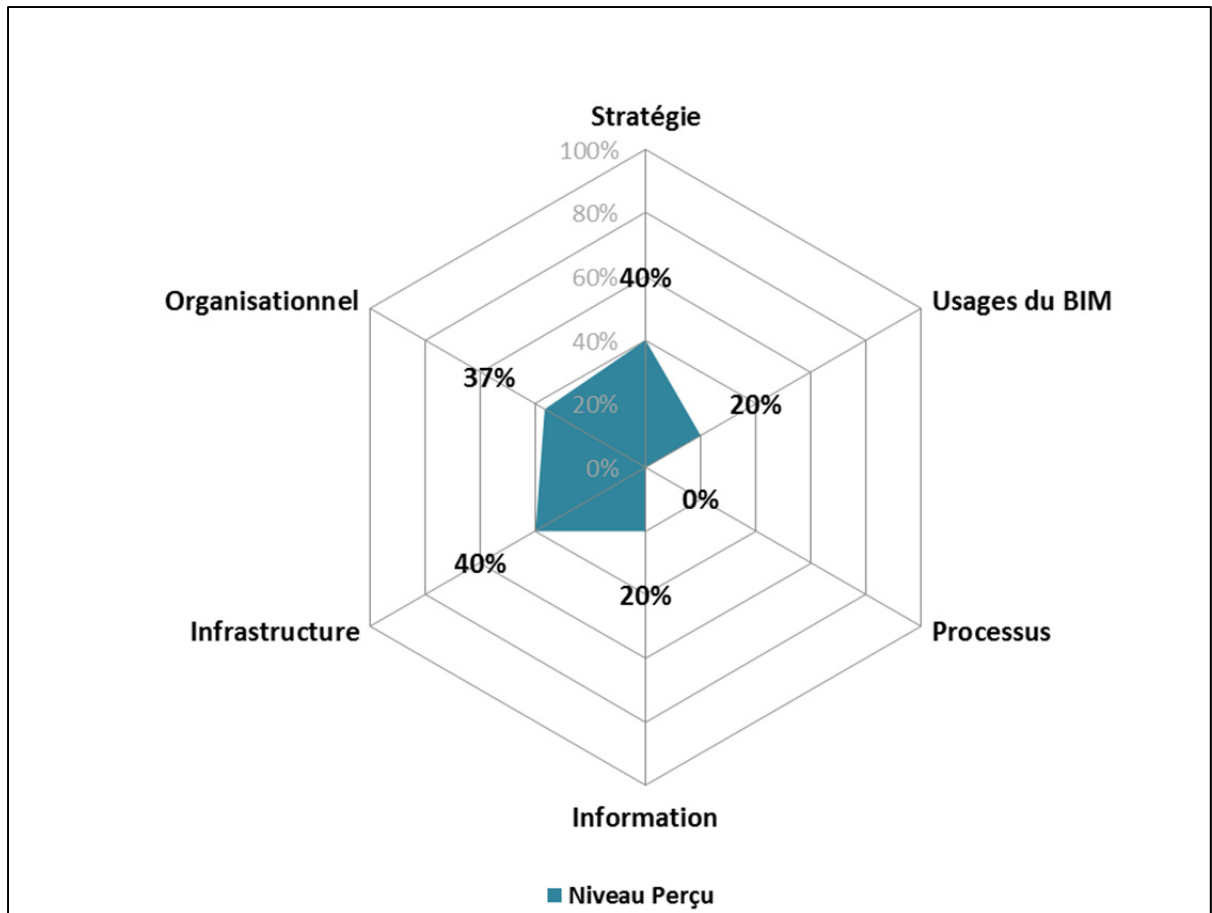 Stratégie
100%
80%
60%
40%
40%
20%
0%
Organisationnel
Usages du BIM
37%
20%
0%
40%
20%
Infrastructure
Processus
Information
Niveau Perçu